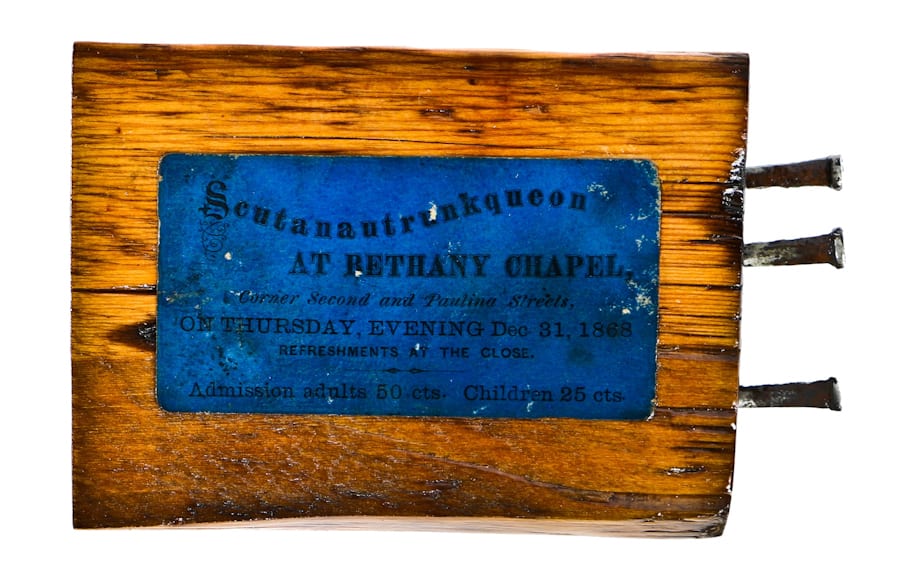 Scutanautrunkqueon
AT BETHANY CHAPEL,
Corner Second and Paulina Streets,
ON THURSDAY, EVENING Dec 31, 1868
REFRESHMENTS AT THE CLOSE.
Admission adults 50 cts. Children 25 cts.